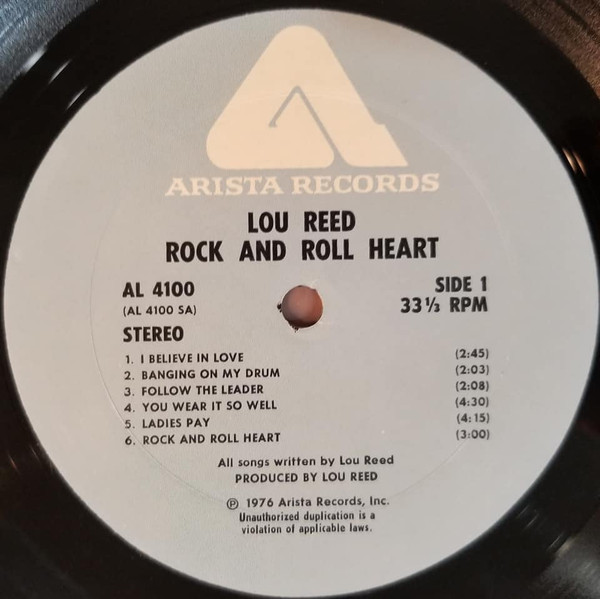 ARISTA RECORDS
LOU REED
ROCK AND ROLL HEART
AL 4100 SIDE 1
(AL 4100 SA) 33⅓ RPM
STEREO
1. I BELIEVE IN LOVE (2:45)
2. BANGING ON MY DRUM (2:03)
3. FOLLOW THE LEADER (2:08)
4. YOU WEAR IT SO WELL (4:30)
5. LADIES PAY (4:15)
6. ROCK AND ROLL HEART (3:00)
All songs written by Lou Reed
PRODUCED BY LOU REED
℗ 1976 Arista Records, Inc.
Unauthorized duplication is a
violation of applicable laws.